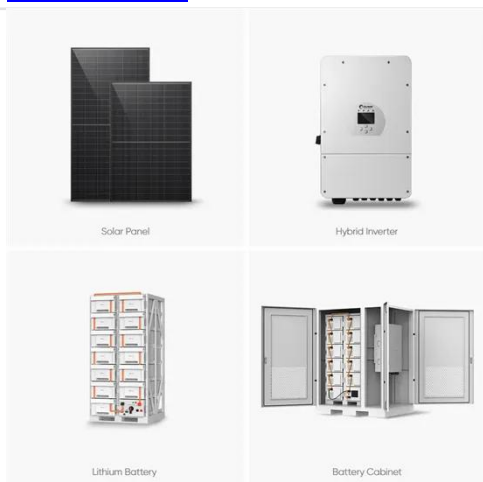 Solar Panel
Hybrid Inverter
Lithium Battery
Battery Cabinet